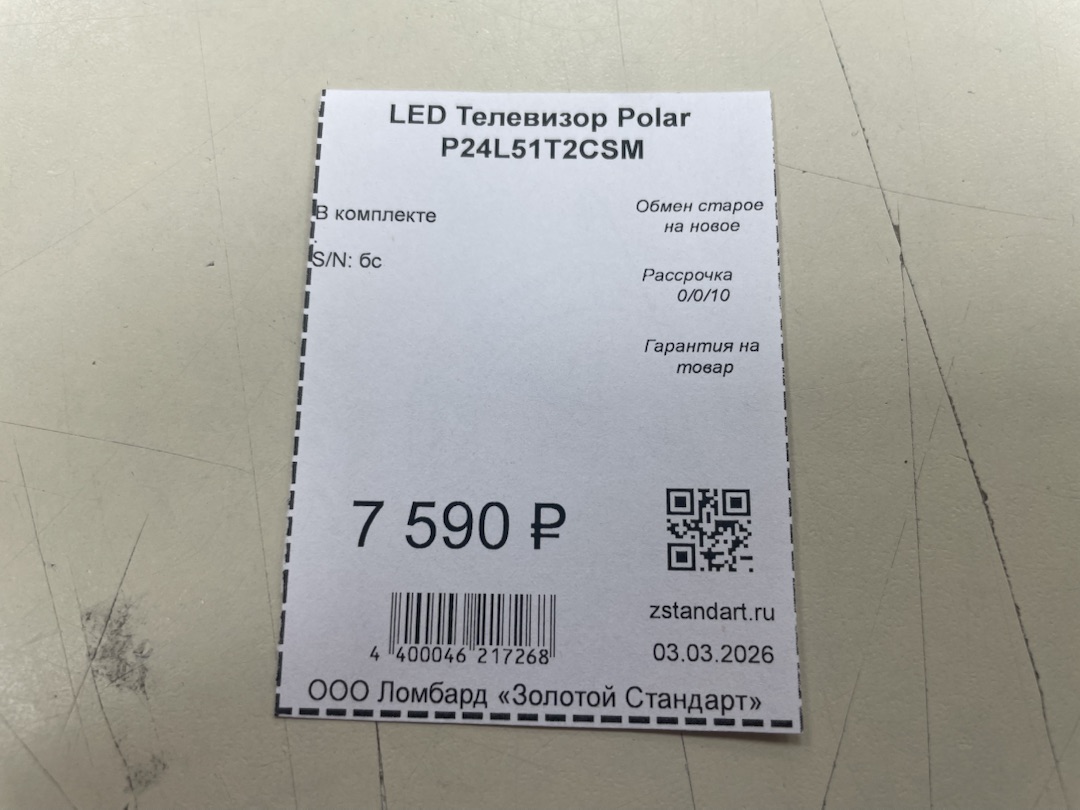 LED Телевизор Polar
P24L51T2CSM
В комплекте
.
S/N: бс
Обмен старое
на новое
Рассрочка
0/0/10
Гарантия на
товар
7 590 ₽
4 400046 217268
zstandart.ru
03.03.2026
ООО Ломбард «Золотой Стандарт»